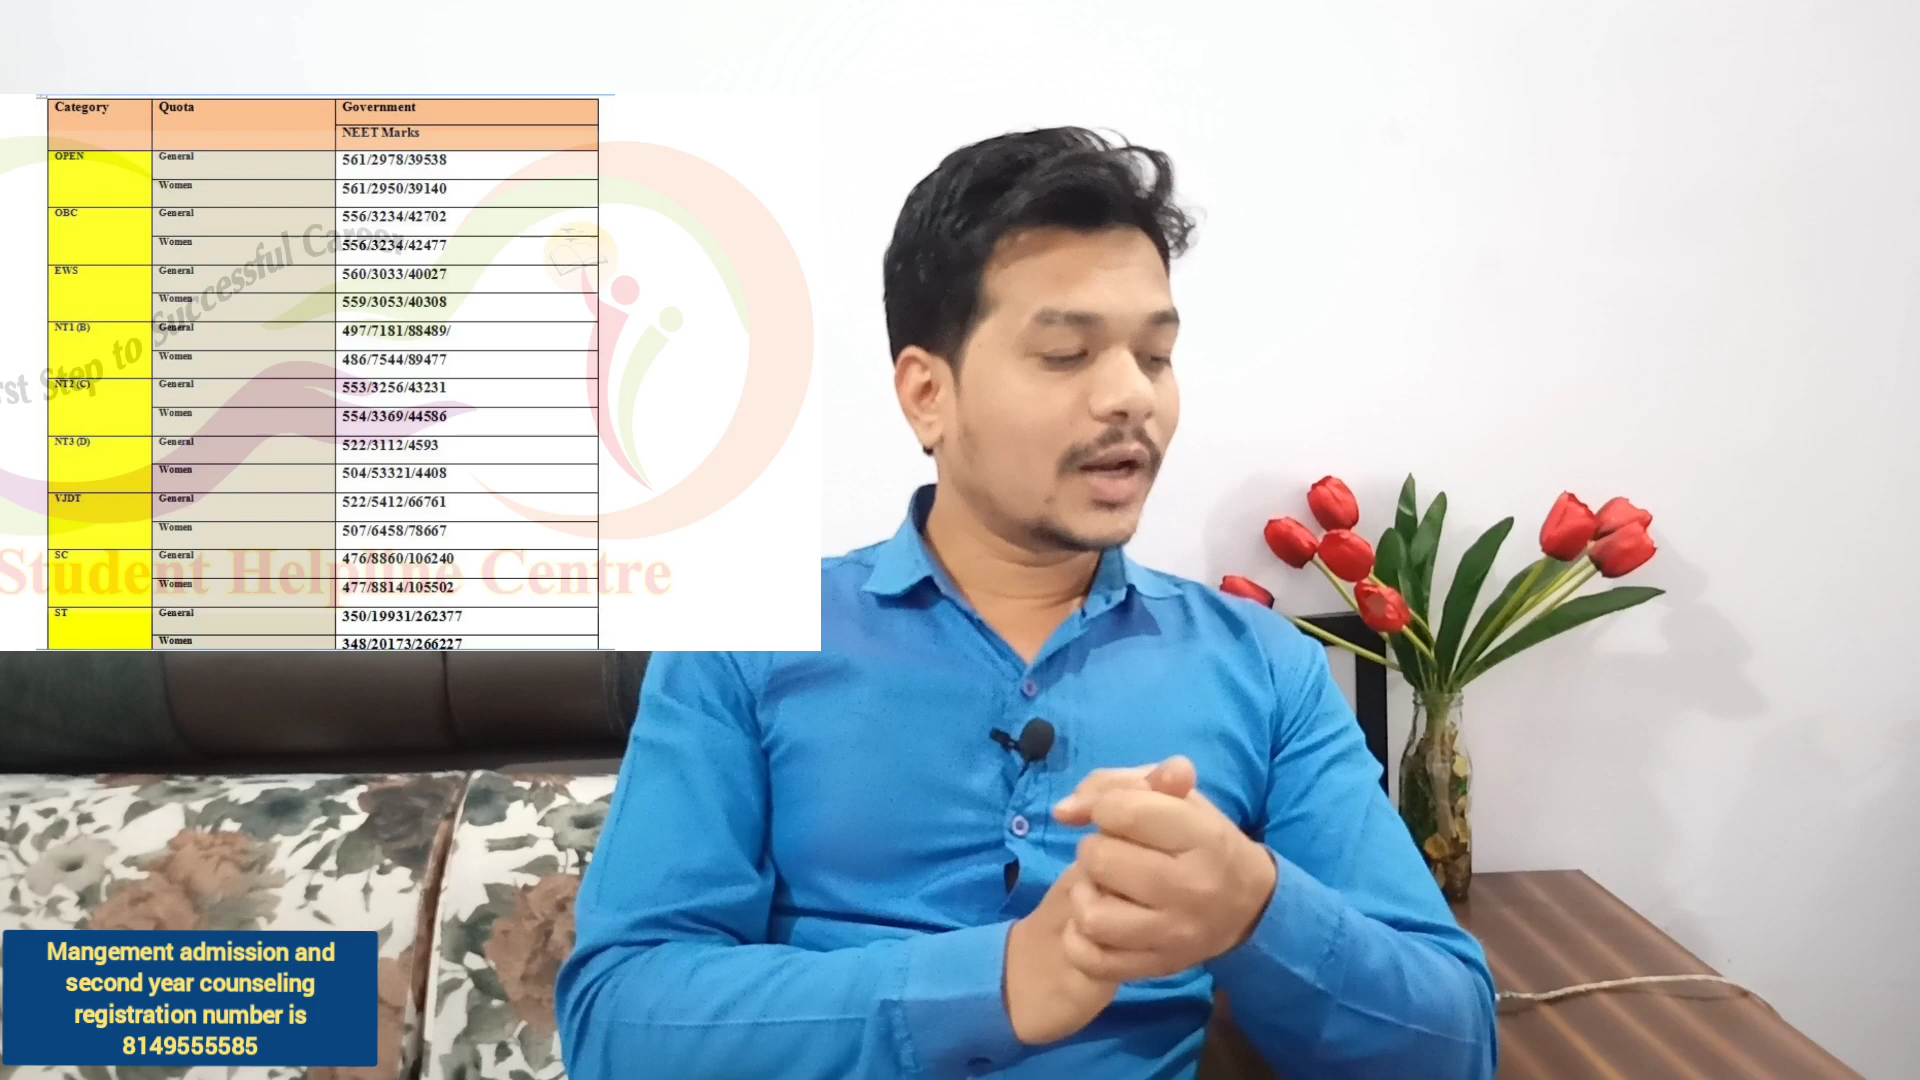 Category Quota Government
NEET Marks
OPEN General 561/2978/39538
Women 561/2950/39140
OBC General 556/3234/42702
Women 556/3234/42477
EWS General 560/3033/40027
Women 559/3053/40308
NT1 (B) General 497/7181/88489/
Women 486/7544/89477
NT2 (C) General 553/3256/43231
Women 554/3369/44586
NT3 (D) General 522/3112/4593
Women 504/53321/4408
VJDT General 522/5412/66761
Women 507/6458/78667
SC General 476/8860/106240
Women 477/8814/105502
ST General 350/19931/262377
Women 348/20173/266227
rst Step to Successful Career
Student Helpline Centre
Mangement admission and
second year counseling
registration number is
8149555585